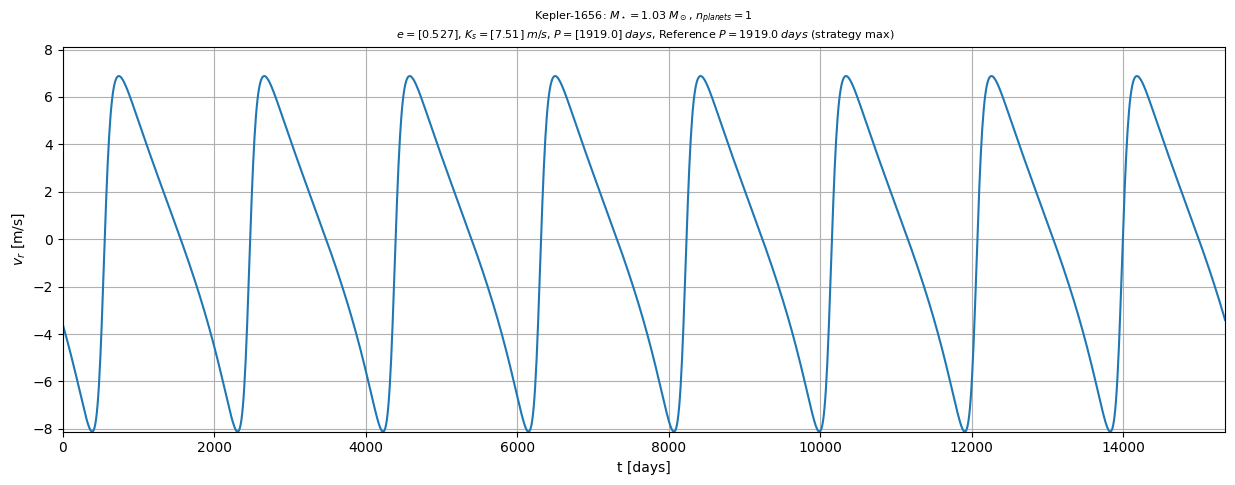 Kepler-1656: $M_\star = 1.03\ M_\odot$, $n_{planets} = 1$
$e = [0.527]$, $K_s = [7.51]\ m/s$, $P = [1919.0]\ days$, Reference $P = 1919.0\ days$ (strategy max)
8
6
4
2
0
−2
−4
−6
−8
$v_r$ [m/s]
0 2000 4000 6000 8000 10000 12000 14000
t [days]